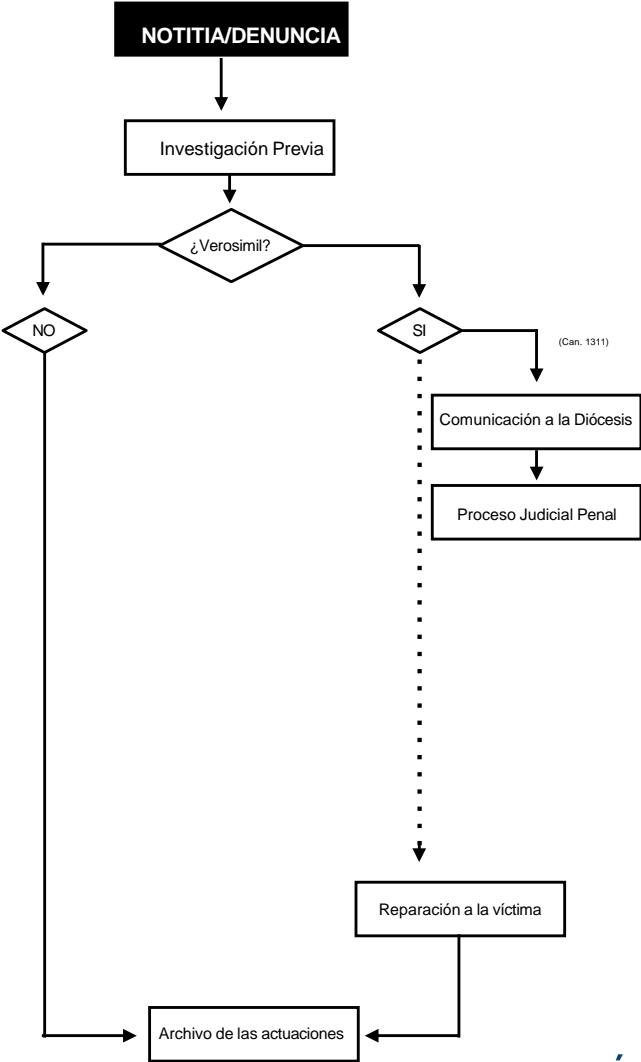 NOTITIA/DENUNCIA
Investigación Previa
¿Verosimil?
NO
SI
(Can. 1311)
Comunicación a la Diócesis
Proceso Judicial Penal
Reparación a la víctima
Archivo de las actuaciones